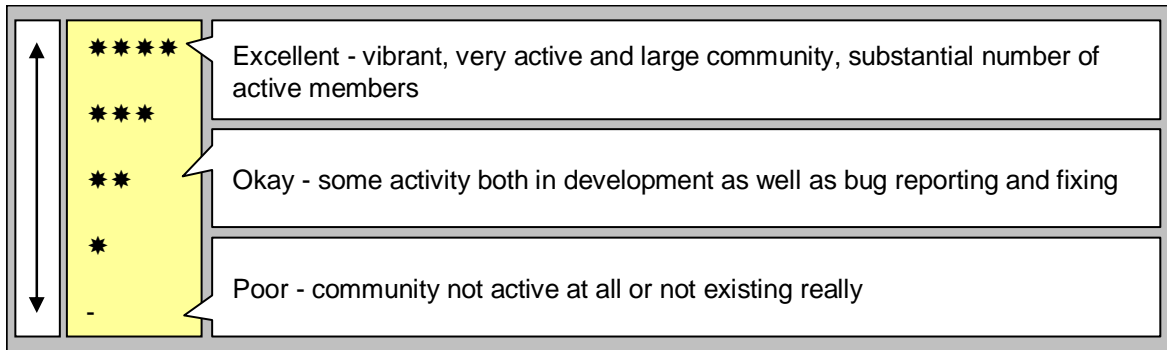 ✷✷✷✷
Excellent - vibrant, very active and large community, substantial number of
active members
✷✷✷
✷✷
Okay - some activity both in development as well as bug reporting and fixing
✷
Poor - community not active at all or not existing really
-